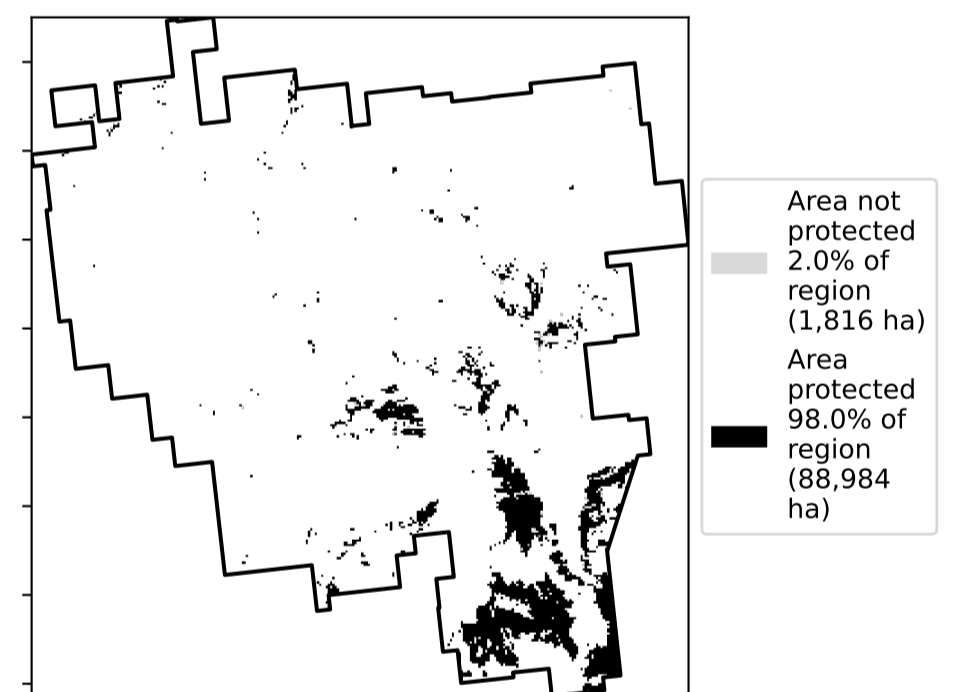 Area not
protected
2.0% of
region
(1,816 ha)
Area
protected
98.0% of
region
(88,984
ha)